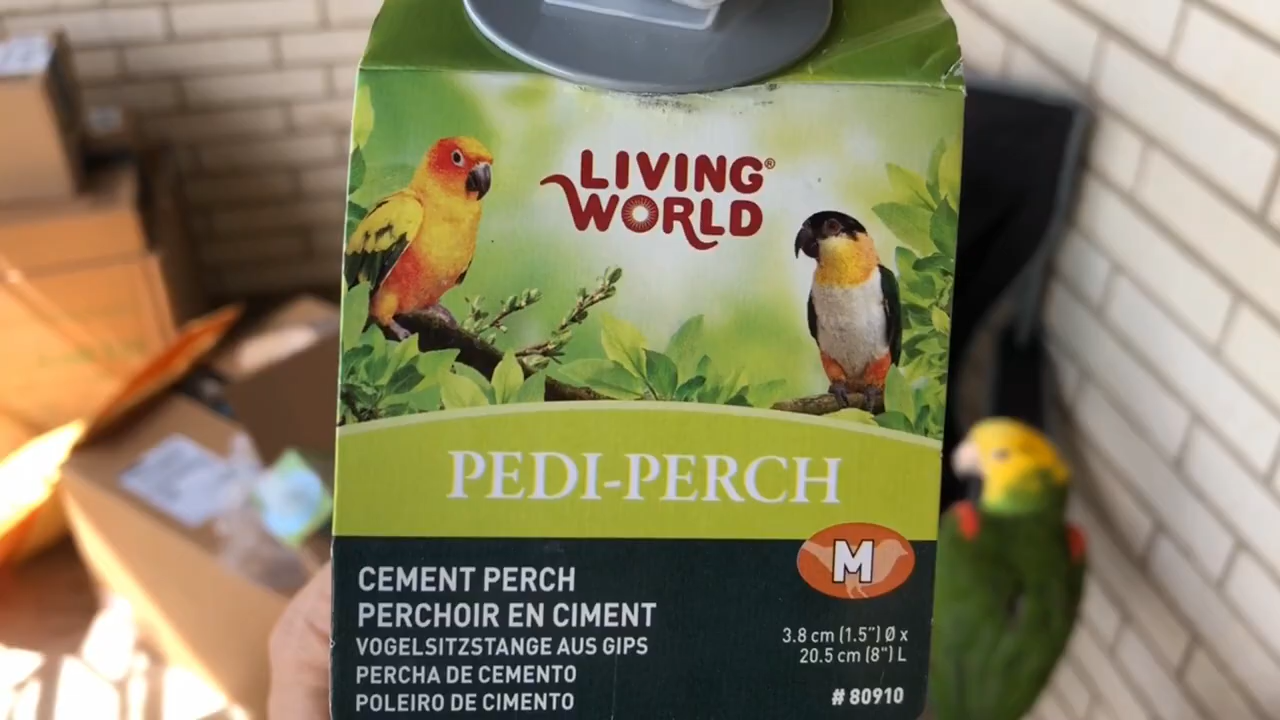 LIVING®
WORLD
PEDI-PERCH
M
CEMENT PERCH
PERCHOIR EN CIMENT
VOGELSITZSTANGE AUS GIPS
PERCHA DE CEMENTO
POLEIRO DE CIMENTO
3.8 cm (1.5") Ø x
20.5 cm (8") L
# 80910